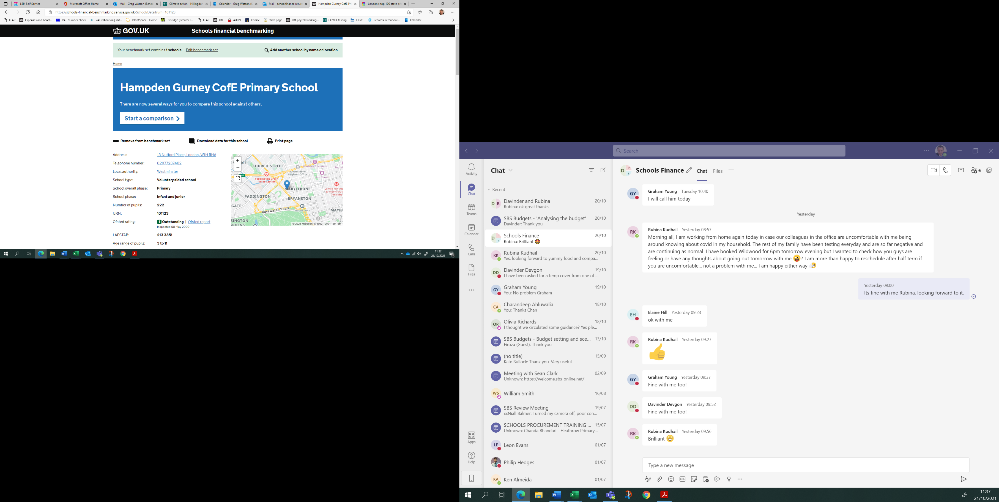 LBH Self Service
Microsoft Office Home
Mail - Greg Watson (Schoo
Climate action - Hillingdon
Calendar - Greg Watson (S
Mail - schoolfinance return
Hampden Gurney CofE Pri
London's top 100 state pri
https://schools-financial-benchmarking.service.gov.uk/School/Detail?urn=101123
LEAP
Expenses and benef...
VAT Number check
VAT validation | Vat...
TalentSpace - Home
Uxbridge (Greater L...
LEAP
DfE
AdEPT
Crinkle
Web page
Off-payroll working...
COVID-testing
HH&L
Records Retention I...
Calendar
GOV.UK
Schools financial benchmarking
Your benchmark set contains 1 schools Edit benchmark set
Add another school by name or location
Home
Hampden Gurney CofE Primary School
There are now several ways for you to compare this school against others.
Start a comparison
Remove from benchmark set
Download data for this school
Print page
Address: 13 Nutford Place, London, W1H 5HA
Telephone number: 02077237482
Local authority: Westminster
School type: Voluntary aided school
School overall phase: Primary
School phase: Infant and junior
Number of pupils: 222
URN: 101123
Ofsted rating: 1 Outstanding | Ofsted report
Inspected 08 May 2009
LAESTAB: 213 3351
Age range of pupils: 3 to 11
CHURCH STREET
Madame Tussauds
Westminster
Register Office
Ash Shoes
Paddington Green
Police Station
MARYLEBONE
PADDINGTON
BRYANSTON
GATE
Bayswater Road
Marble Arch
MAYFA
SINGTON
RDENS
© 2021 Microsoft, © 1992 - 2021 TomTom
11:37
21/10/2021
Search
Activity
Chat
Teams
Calendar
Calls
Files
Apps
Help
Chat
Recent
Davinder and Rubina 20/10
Rubina: ok great thanks
SBS Budgets - 'Analysing the budget' 20/10
Davinder: Thank you
Schools Finance 20/10
Rubina: Brilliant 🤩
Rubina Kudhail 20/10
Yes, looking forward to yummy food and compa...
Davinder Devgon 19/10
I have been asked for a temp cover from one of ...
Graham Young 19/10
You: No problem Graham
Charandeep Ahluwalia 18/10
You: Thanks Chan
Olivia Richards 18/10
I thought we circulated some guidance? Yes ple...
SBS Budgets - Budget setting and sce... 13/10
Firoza (Guest): Thank you
(no title) 15/09
Kate Bullock: Thank you. Very useful.
Meeting with Sean Clark 02/09
Unknown: https://welcome.sbs-online.net/
William Smith 16/08
SBS Review Meeting 19/07
xxNiall Balmer: Turned my camera off, poor con...
SCHOOLS PROCUREMENT TRAINING ... 15/07
Unknown: Chanda Bhandari - Heathrow Primary...
Leon Evans 01/07
Philip Hedges 01/07
Ken Almeida 01/07
Schools Finance Chat Files
6
GY
Graham Young Tuesday 10:40
I will call him today
Yesterday
RK
Rubina Kudhail Yesterday 08:57
Morning all, I am working from home again today in case our colleagues in the office are uncomfortable with me being
around knowing about covid in my household. The rest of my family have been testing everyday and are so far negative and
are continuing as normal. I have booked Wildwood for 6pm tomorrow evening but I wanted to check how you guys are
feeling or have any thoughts about going out tomorrow with me 🤪? I am more than happy to reschedule after half term if
you are uncomfortable... not a problem with me... I am happy either way
Yesterday 09:00
Its fine with me Rubina, looking forward to it.
EH
Elaine Hill Yesterday 09:23
ok with me
RK
Rubina Kudhail Yesterday 09:27
GY
Graham Young Yesterday 09:37
Fine with me too!
DD
Davinder Devgon Yesterday 09:52
Fine with me too!
RK
Rubina Kudhail Yesterday 09:56
Brilliant 🤩
Type a new message
11:37
21/10/2021